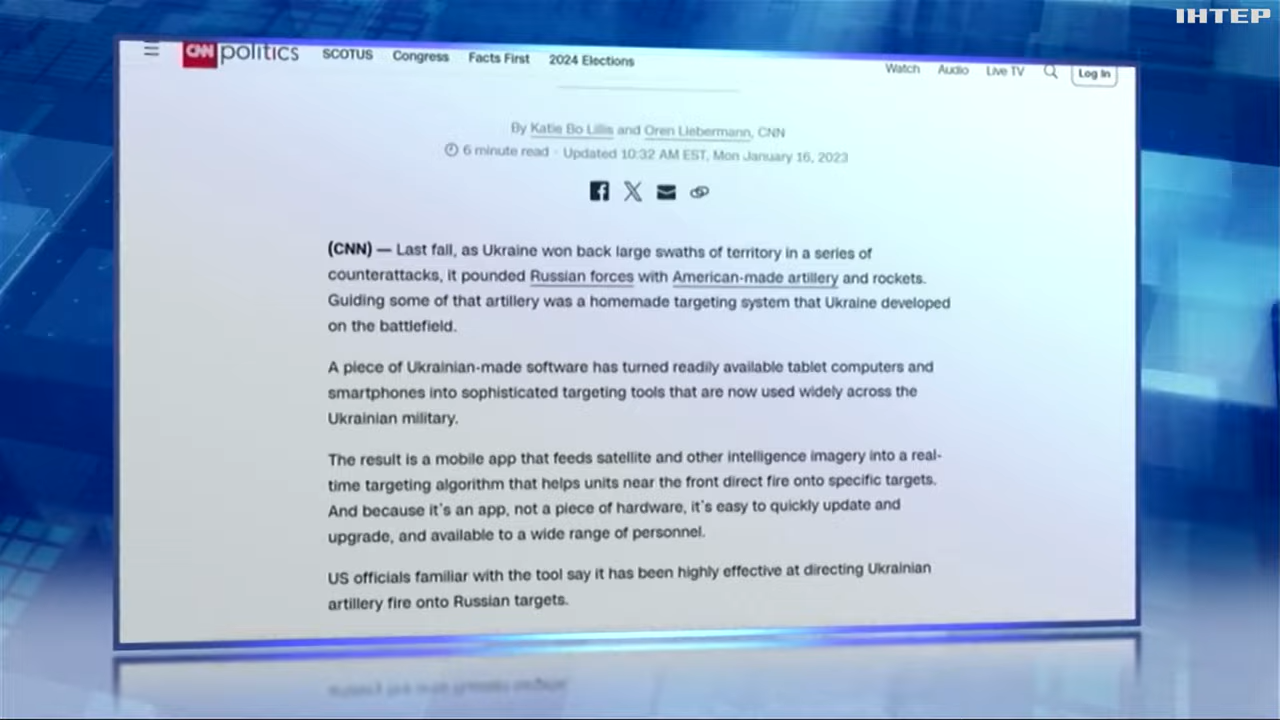 ІНТЕР
CNN politics SCOTUS Congress Facts First 2024 Elections Watch Audio Live TV Log In
By Katie Bo Lillis and Oren Liebermann, CNN
6 minute read · Updated 10:32 AM EST, Mon January 16, 2023
(CNN) — Last fall, as Ukraine won back large swaths of territory in a series of
counterattacks, it pounded Russian forces with American-made artillery and rockets.
Guiding some of that artillery was a homemade targeting system that Ukraine developed
on the battlefield.
A piece of Ukrainian-made software has turned readily available tablet computers and
smartphones into sophisticated targeting tools that are now used widely across the
Ukrainian military.
The result is a mobile app that feeds satellite and other intelligence imagery into a real-
time targeting algorithm that helps units near the front direct fire onto specific targets.
And because it's an app, not a piece of hardware, it's easy to quickly update and
upgrade, and available to a wide range of personnel.
US officials familiar with the tool say it has been highly effective at directing Ukrainian
artillery fire onto Russian targets.